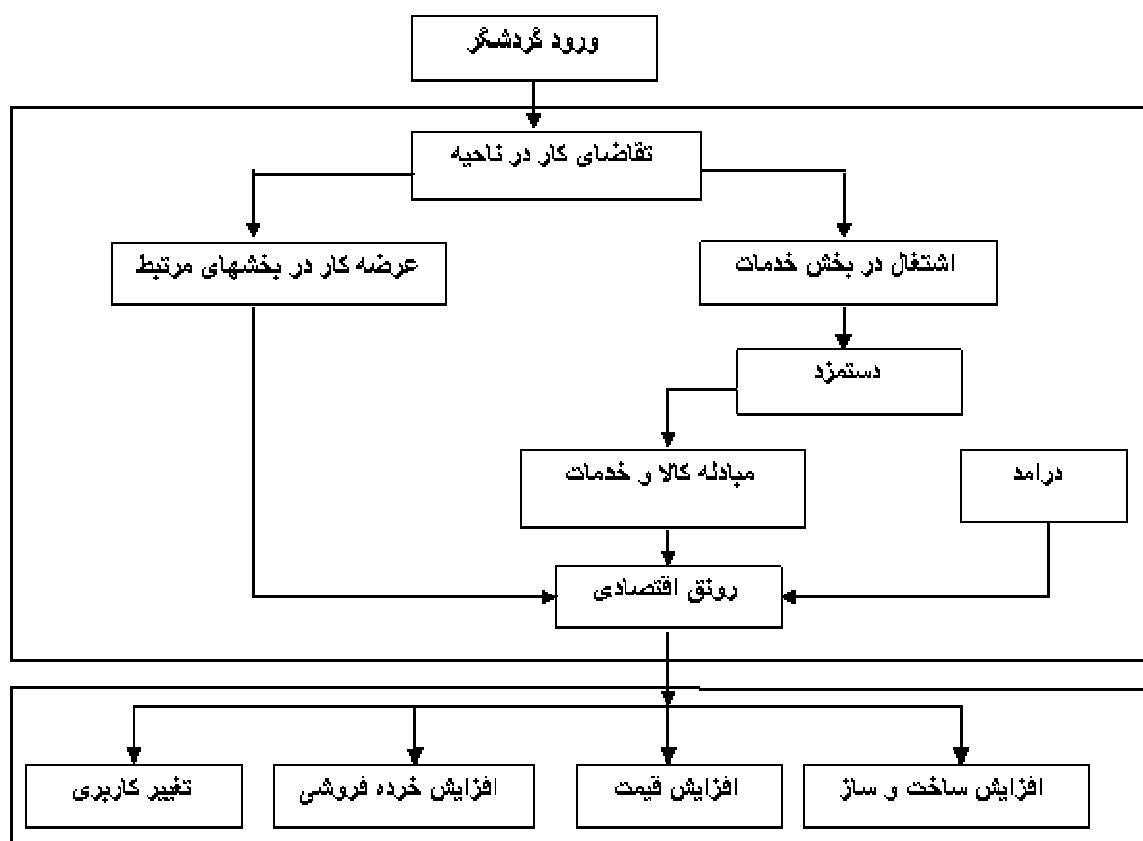 ورود گردشگر
تقاضای کار در ناحیه
اشتغال در بخش خدمات
عرضه کار در بخشهای مرتبط
دستمزد
درامد
مبادله کالا و خدمات
رونق اقتصادی
افزایش ساخت و ساز
افزایش قیمت
افزایش خرده فروشی
تغییر کاربری